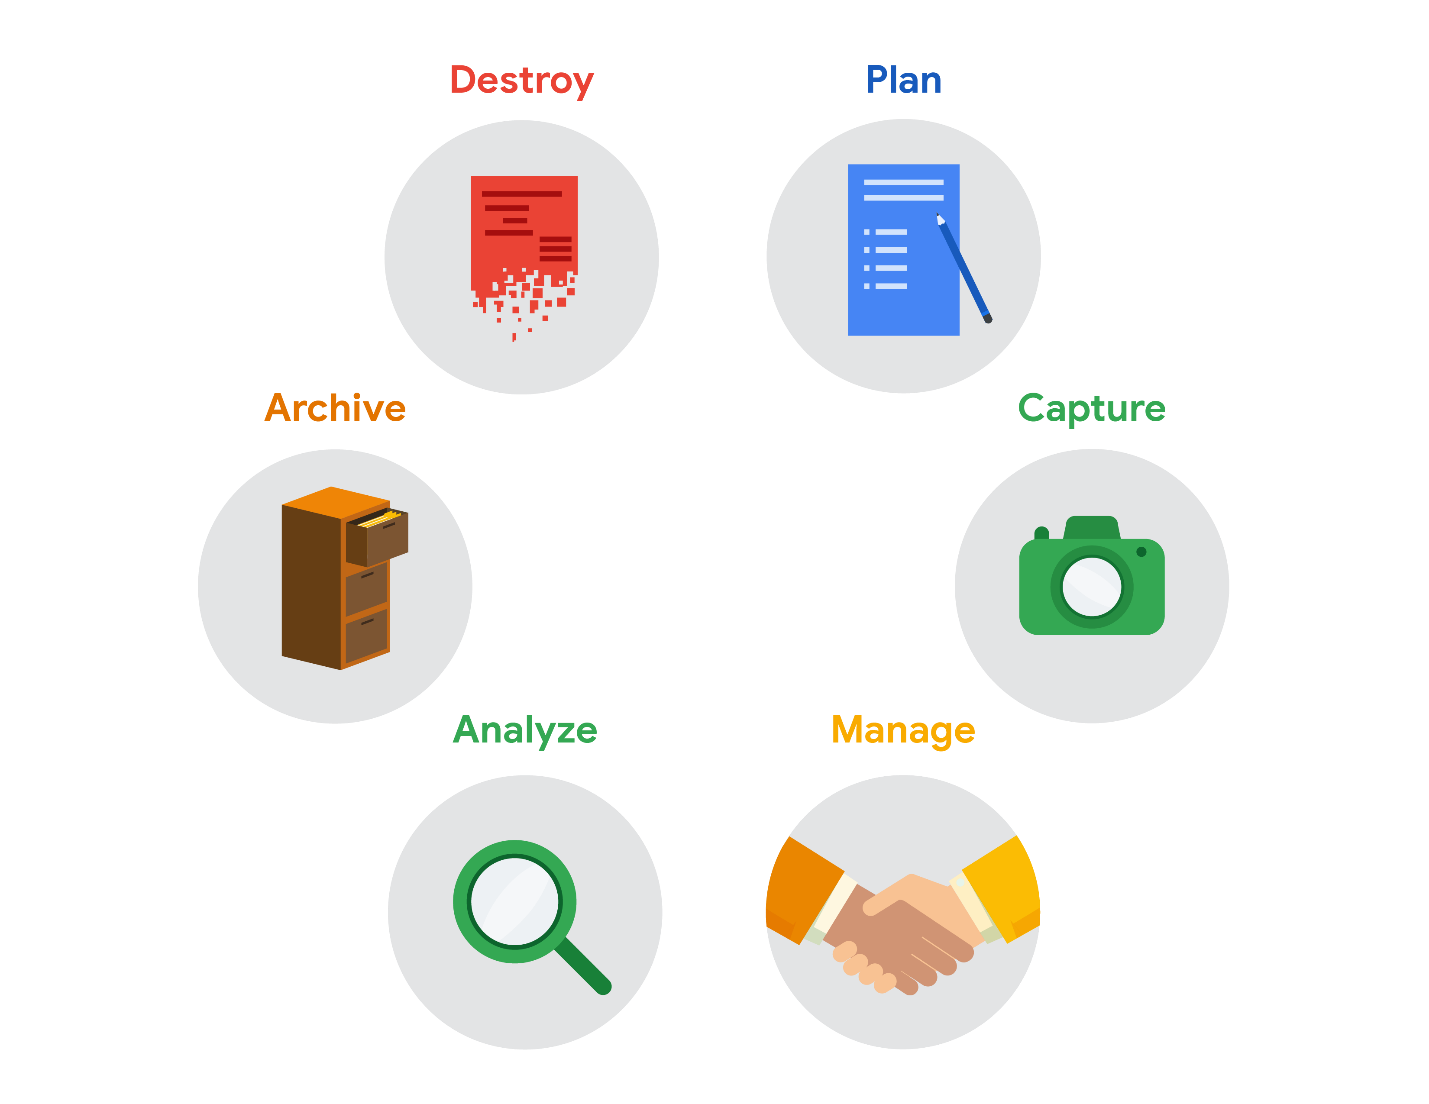 Destroy
Plan
Archive
Capture
Analyze
Manage